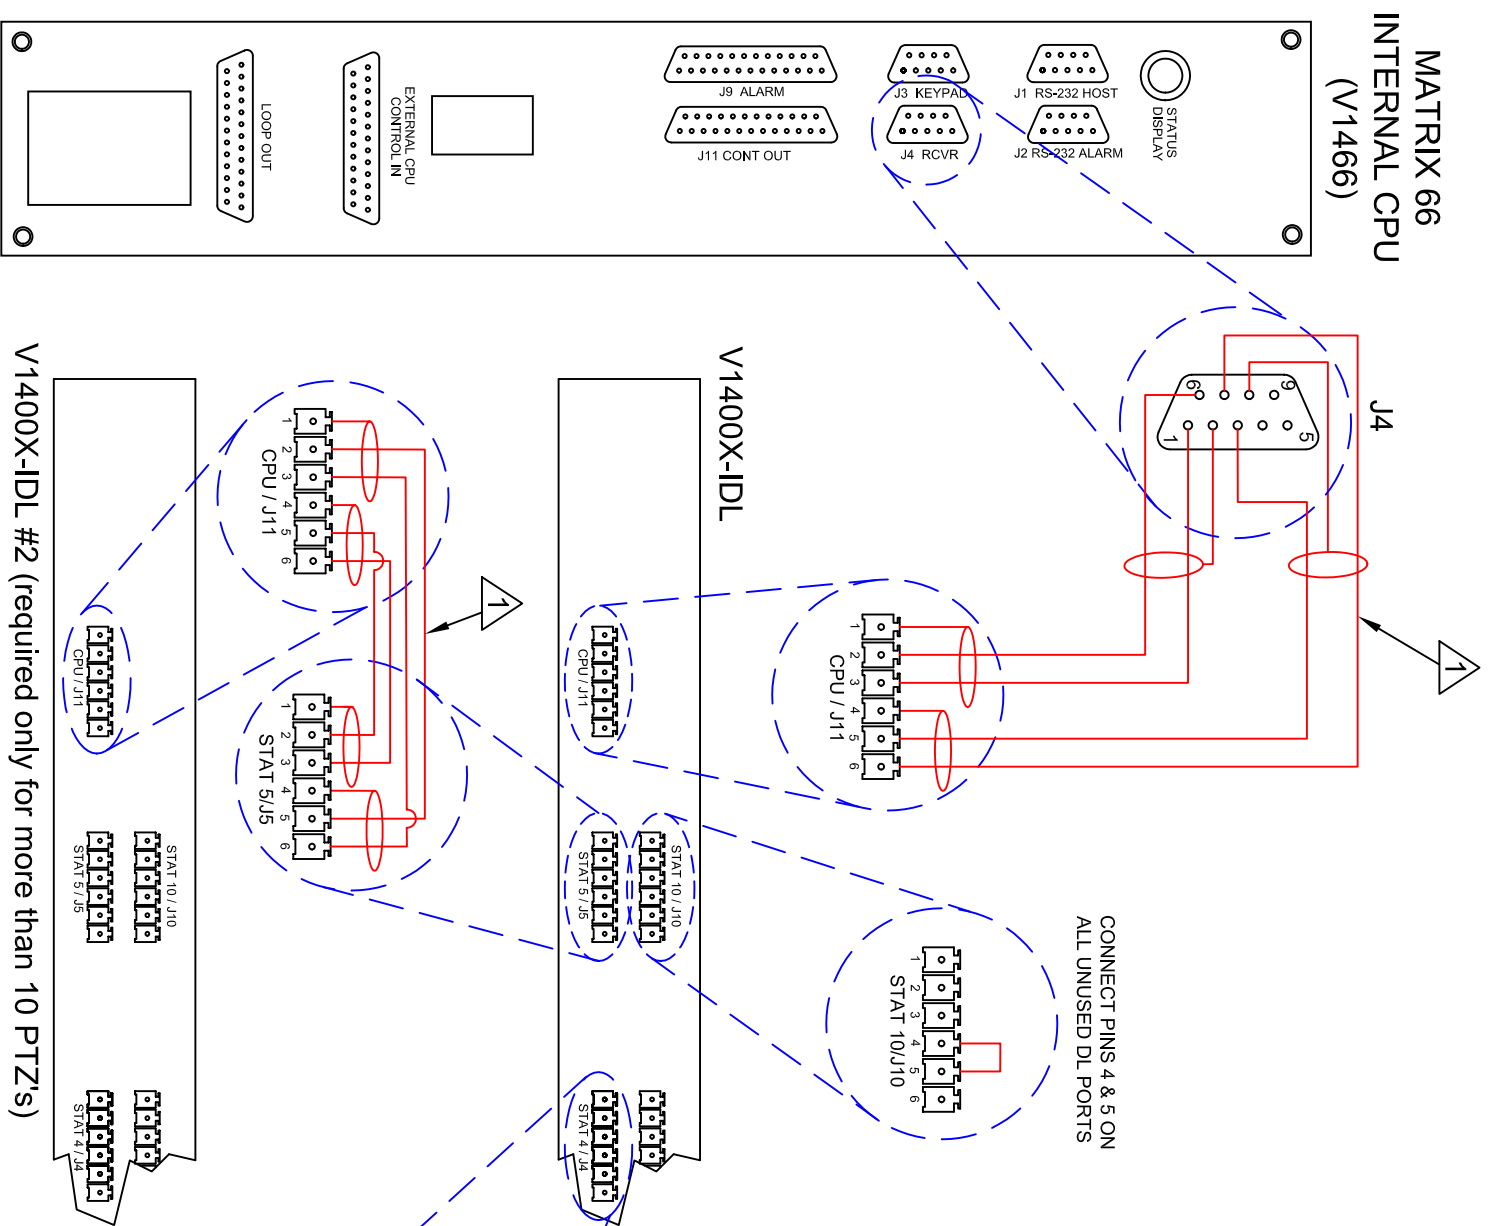 MATRIX 66
INTERNAL CPU
(V1466)
STATUS
DISPLAY
J1 RS-232 HOST
J2 RS-232 ALARM
J3 KEYPAD
J4 RCVR
J9 ALARM
J11 CONT OUT
EXTERNAL CPU
CONTROL IN
LOOP OUT
J4
6
9
1
5
1
1
2
3
4
5
6
CPU / J11
CONNECT PINS 4 & 5 ON
ALL UNUSED DL PORTS
1
2
3
4
5
6
STAT 10/J10
V1400X-IDL
CPU / J11
STAT 10 / J10
STAT 5 / J5
STAT 4 / J4
1
1
2
3
4
5
6
CPU / J11
1
2
3
4
5
6
STAT 5/J5
CPU / J11
STAT 10 / J10
STAT 5 / J5
STAT 4 / J4
V1400X-IDL #2 (required only for more than 10 PTZ's)